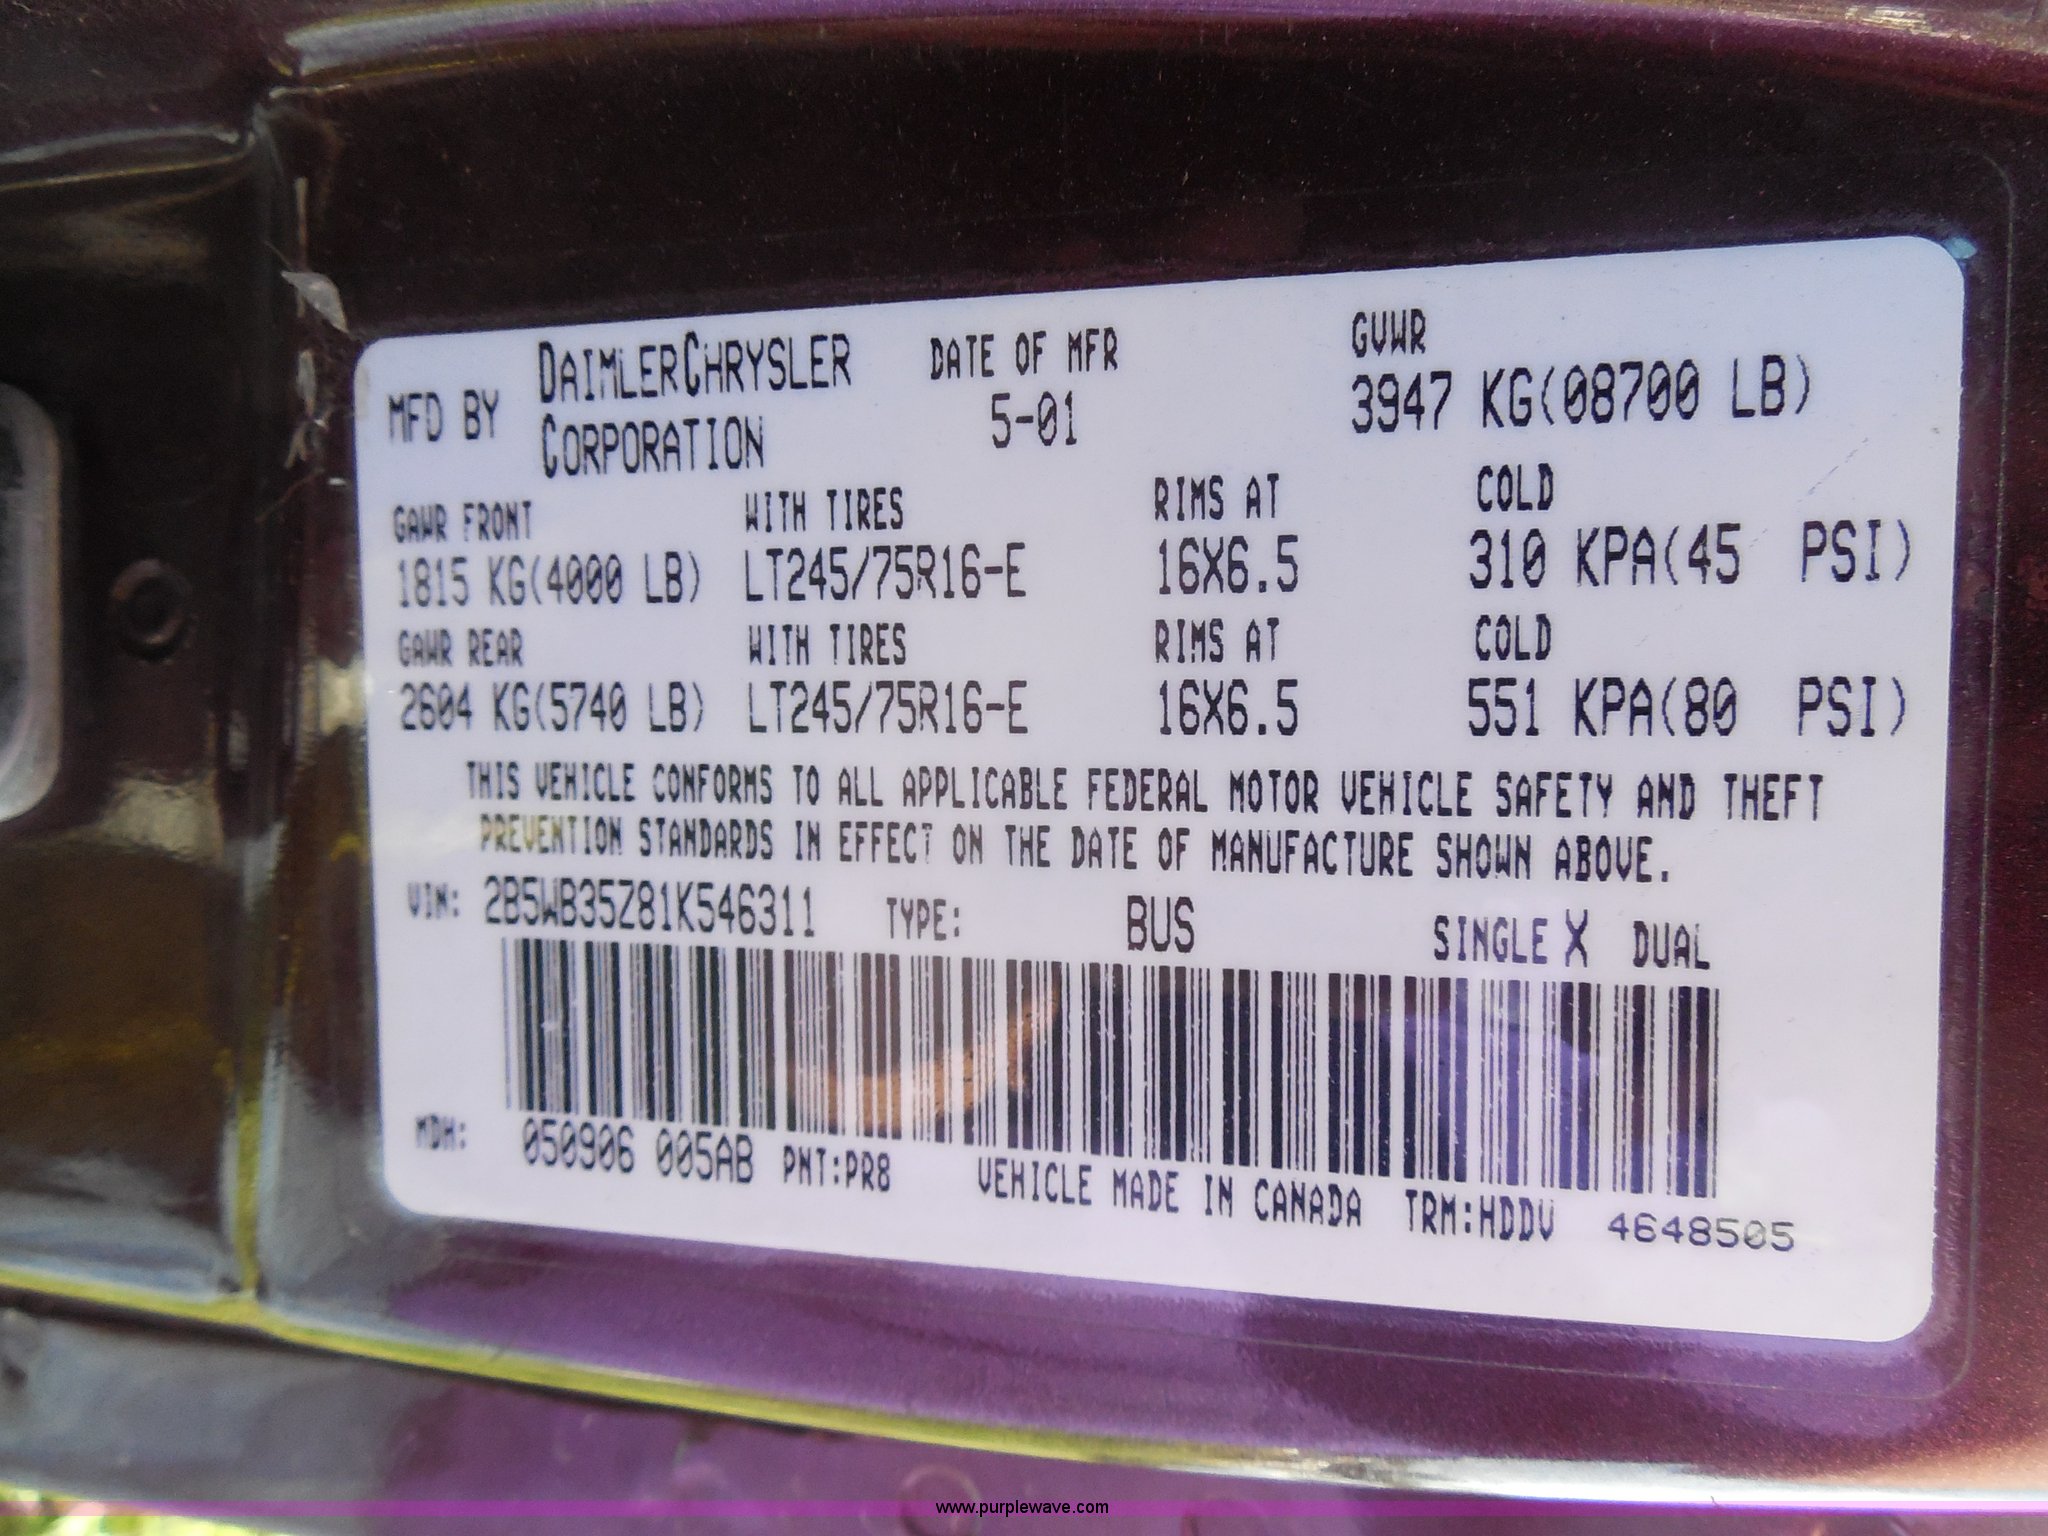 MFD BY DAIMLERCHRYSLER CORPORATION DATE OF MFR 5-01 GVWR 3947 KG(08700 LB)
GAWR FRONT WITH TIRES RIMS AT COLD
1815 KG(4000 LB) LT245/75R16-E 16X6.5 310 KPA(45 PSI)
GAWR REAR WITH TIRES RIMS AT COLD
2604 KG(5740 LB) LT245/75R16-E 16X6.5 551 KPA(80 PSI)
THIS VEHICLE CONFORMS TO ALL APPLICABLE FEDERAL MOTOR VEHICLE SAFETY AND THEFT
PREVENTION STANDARDS IN EFFECT ON THE DATE OF MANUFACTURE SHOWN ABOVE.
VIN: 2B5WB35Z81K546311 TYPE: BUS SINGLE X DUAL
MDH: 050906 005AB PNT:PR8 VEHICLE MADE IN CANADA TRM:HDDV 4648505
www.purplewave.com